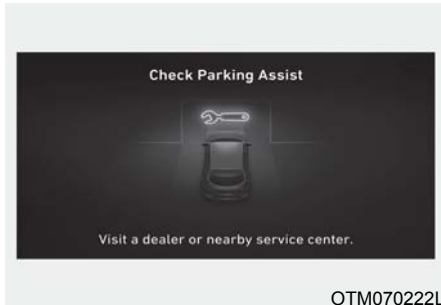 Check Parking Assist
Visit a dealer or nearby service center.
OTM070222L